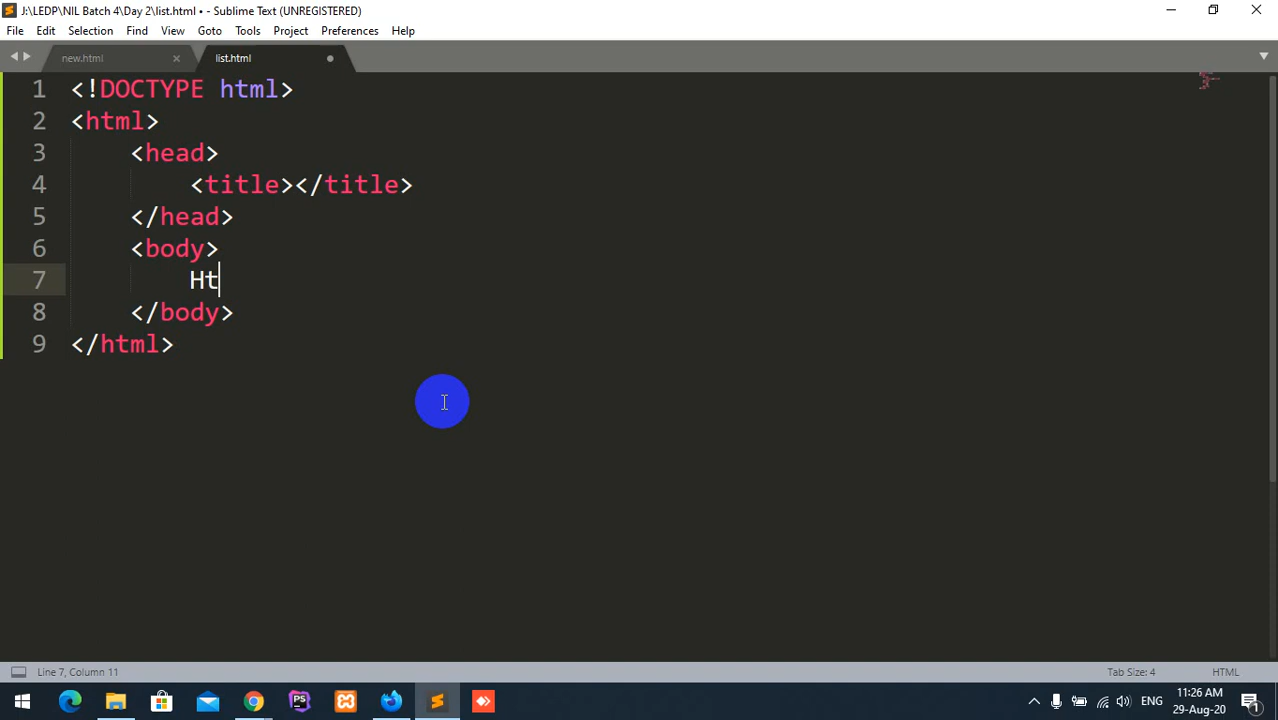 J:\LEDP\NIL Batch 4\Day 2\list.html • - Sublime Text (UNREGISTERED)
File Edit Selection Find View Goto Tools Project Preferences Help
new.html list.html
1 <!DOCTYPE html>
2 <html>
3 <head>
4 <title></title>
5 </head>
6 <body>
7 Ht
8 </body>
9 </html>
Line 7, Column 11 Tab Size: 4 HTML
PS
ENG
11:26 AM
29-Aug-20
1